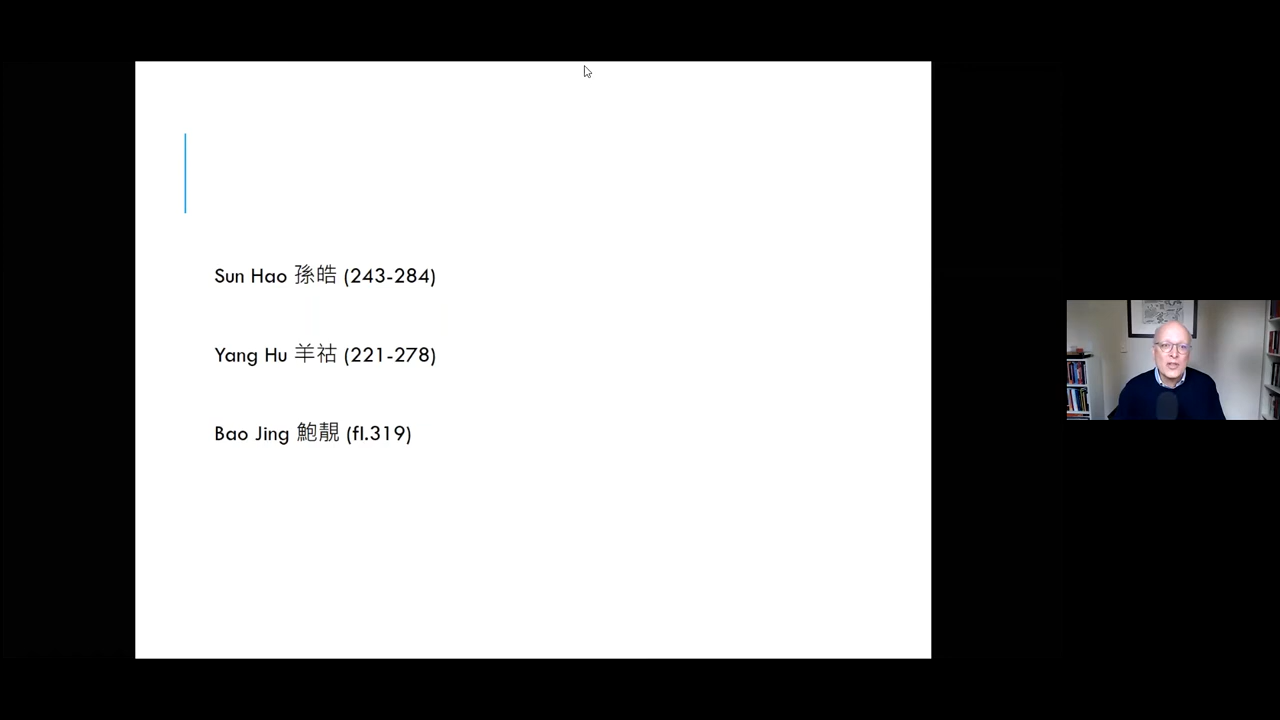 Sun Hao 孫皓 (243-284)
Yang Hu 羊祜 (221-278)
Bao Jing 鮑靚 (fl.319)